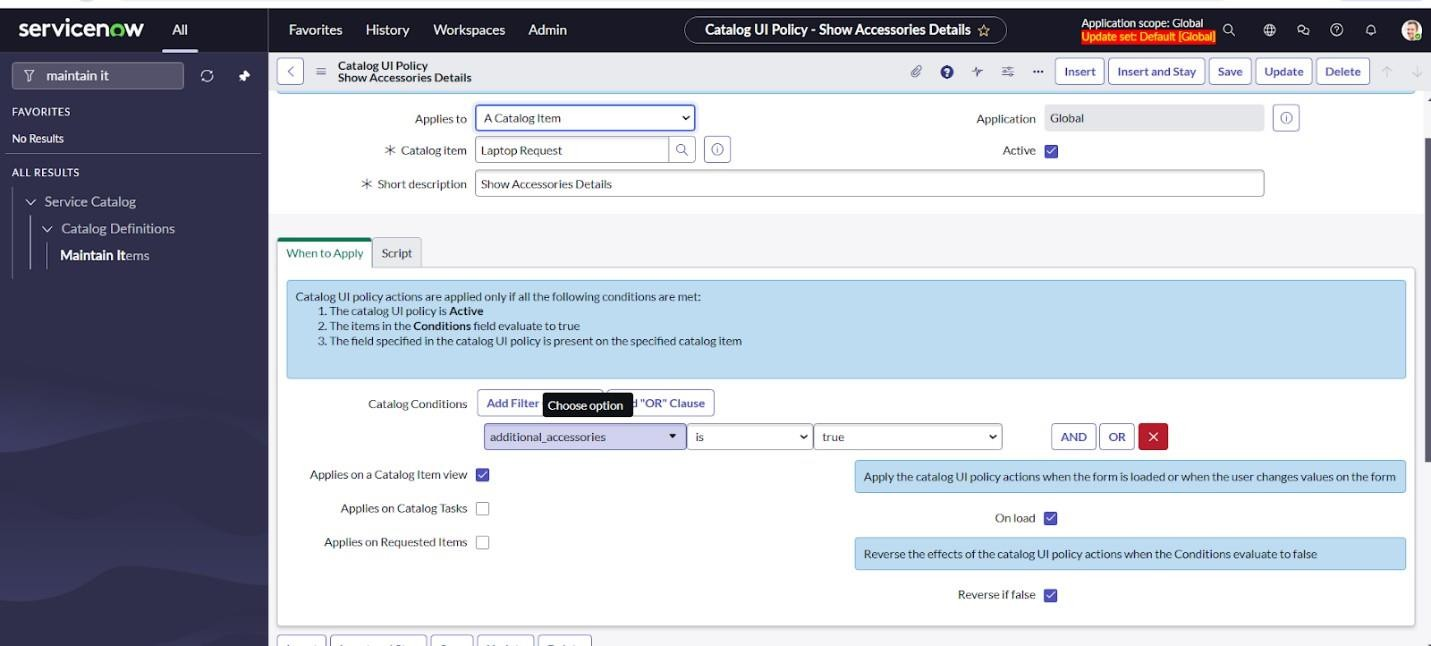 servicenow
All
Favorites
History
Workspaces
Admin
Catalog UI Policy - Show Accessories Details
Application scope: Global
Update set: Default [Global]
maintain it
FAVORITES
No Results
ALL RESULTS
Service Catalog
Catalog Definitions
Maintain Items
Catalog UI Policy
Show Accessories Details
Insert
Insert and Stay
Save
Update
Delete
Applies to
A Catalog Item
Application
Global
Catalog item
Laptop Request
Active
Short description
Show Accessories Details
When to Apply
Script
Catalog UI policy actions are applied only if all the following conditions are met:
1. The catalog UI policy is Active
2. The items in the Conditions field evaluate to true
3. The field specified in the catalog UI policy is present on the specified catalog item
Catalog Conditions
Add Filter
Choose option
"OR" Clause
additional_accessories
is
true
AND
OR
Applies on a Catalog Item view
Apply the catalog UI policy actions when the form is loaded or when the user changes values on the form
Applies on Catalog Tasks
On load
Applies on Requested Items
Reverse the effects of the catalog UI policy actions when the Conditions evaluate to false
Reverse if false